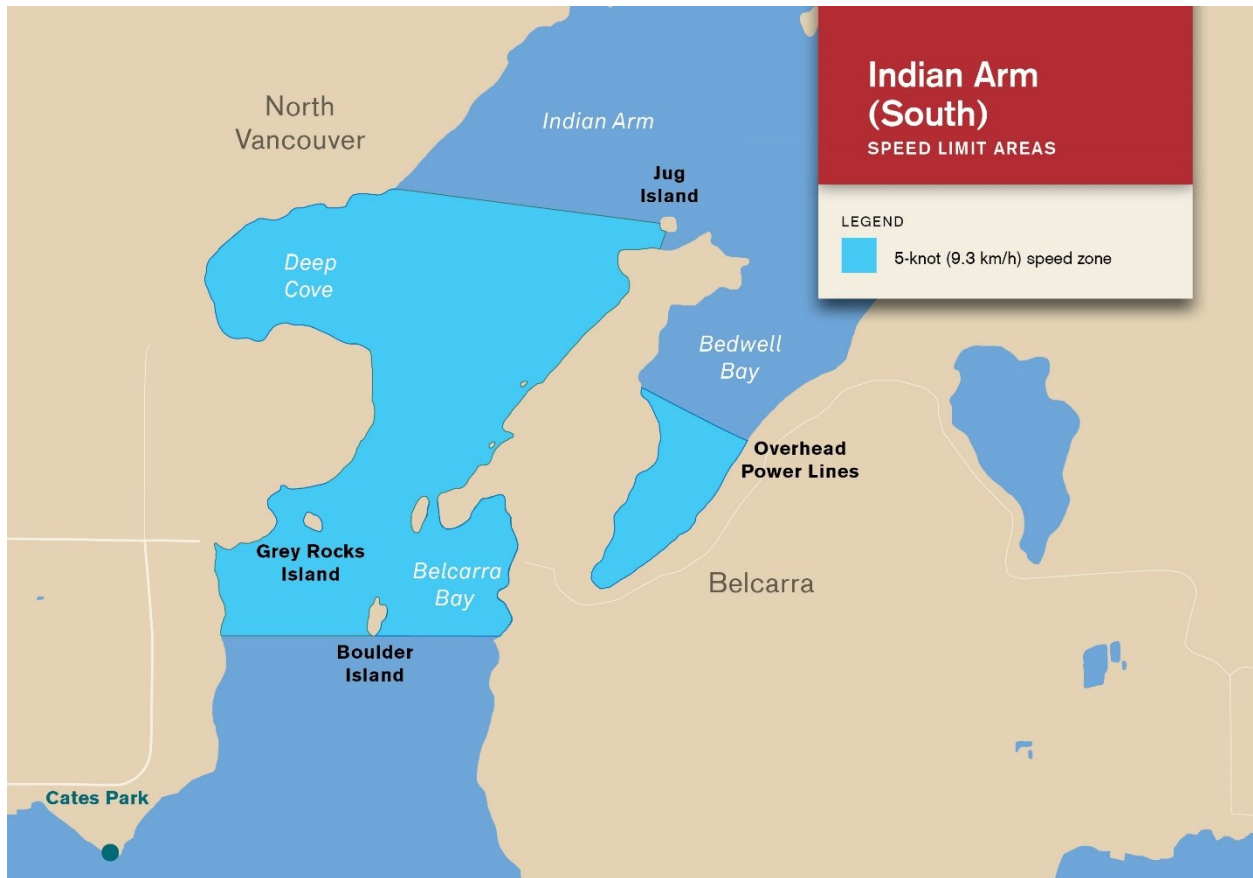 Indian Arm
(South)
SPEED LIMIT AREAS
LEGEND
5-knot (9.3 km/h) speed zone
North
Vancouver
Indian Arm
Jug
Island
Deep
Cove
Bedwell
Bay
Overhead
Power Lines
Grey Rocks
Island
Belcarra
Bay
Belcarra
Boulder
Island
Cates Park